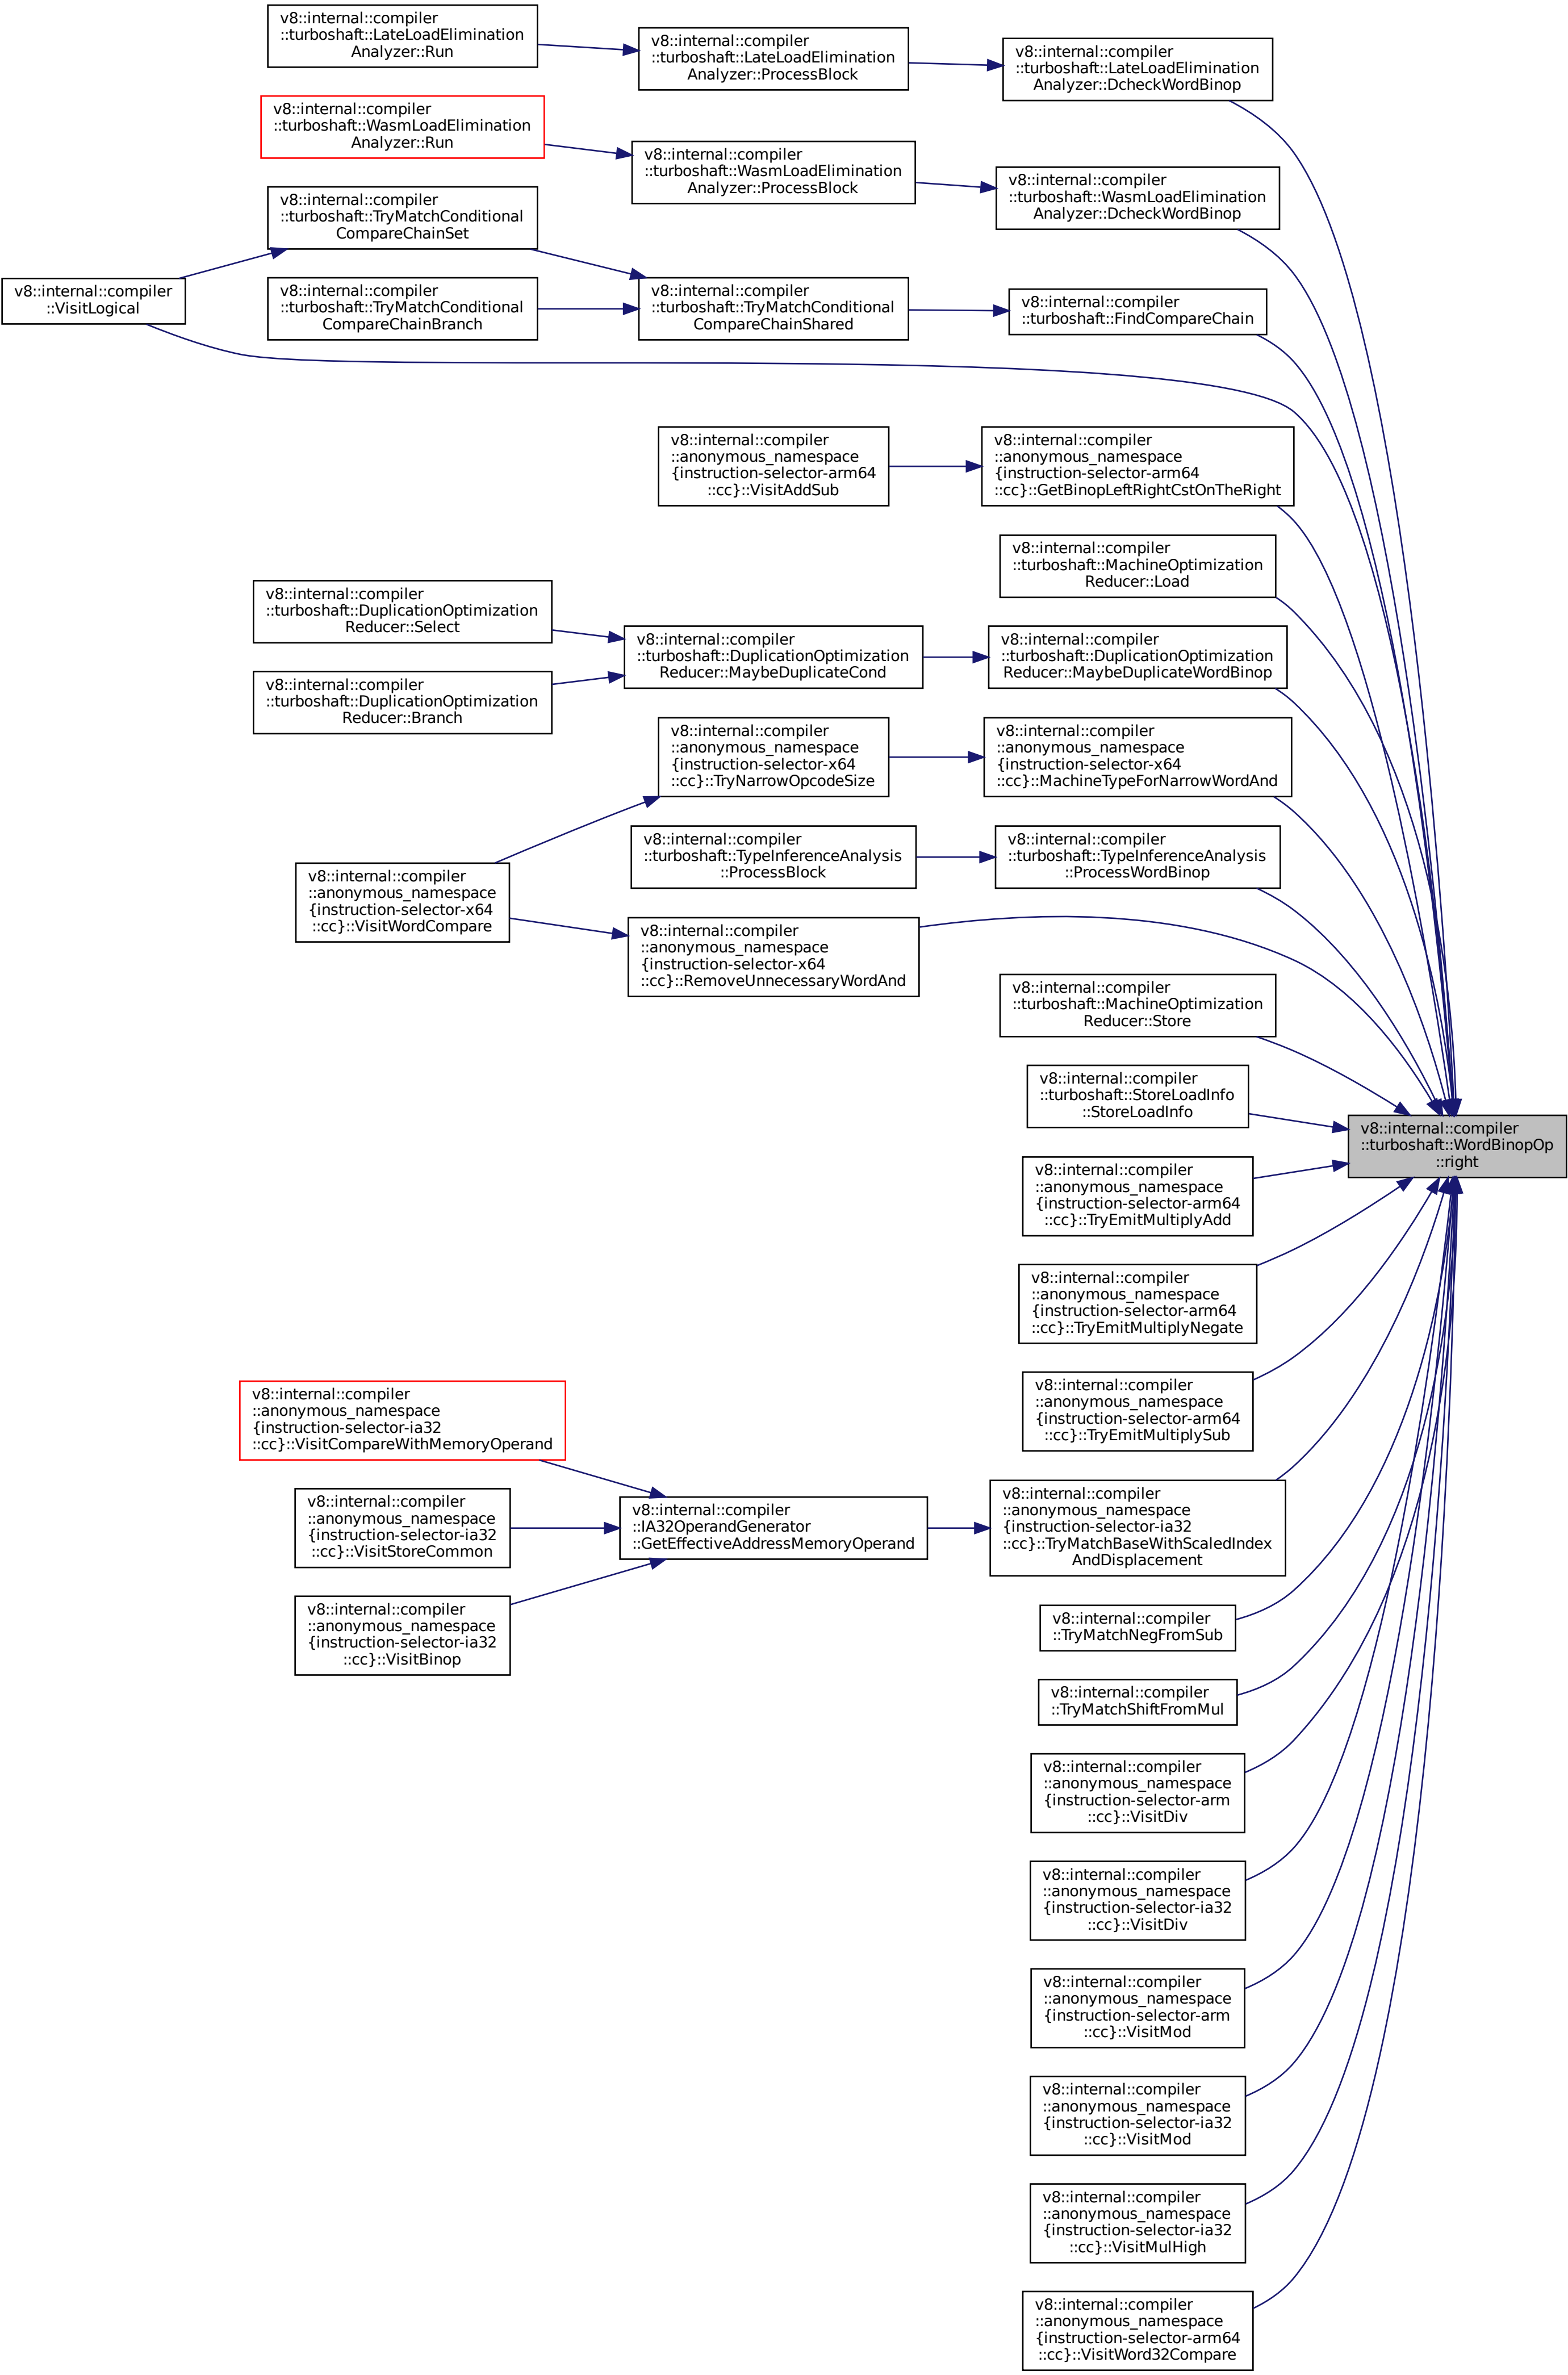 v8::internal::compiler
::turboshaft::LateLoadElimination
Analyzer::Run
v8::internal::compiler
::turboshaft::LateLoadElimination
Analyzer::ProcessBlock
v8::internal::compiler
::turboshaft::LateLoadElimination
Analyzer::DcheckWordBinop
v8::internal::compiler
::turboshaft::WasmLoadElimination
Analyzer::Run
v8::internal::compiler
::turboshaft::WasmLoadElimination
Analyzer::ProcessBlock
v8::internal::compiler
::turboshaft::WasmLoadElimination
Analyzer::DcheckWordBinop
v8::internal::compiler
::turboshaft::TryMatchConditional
CompareChainSet
v8::internal::compiler
::VisitLogical
v8::internal::compiler
::turboshaft::TryMatchConditional
CompareChainBranch
v8::internal::compiler
::turboshaft::TryMatchConditional
CompareChainShared
v8::internal::compiler
::turboshaft::FindCompareChain
v8::internal::compiler
::anonymous_namespace
{instruction-selector-arm64
::cc}::VisitAddSub
v8::internal::compiler
::anonymous_namespace
{instruction-selector-arm64
::cc}::GetBinopLeftRightCstOnTheRight
v8::internal::compiler
::turboshaft::MachineOptimization
Reducer::Load
v8::internal::compiler
::turboshaft::DuplicationOptimization
Reducer::Select
v8::internal::compiler
::turboshaft::DuplicationOptimization
Reducer::Branch
v8::internal::compiler
::turboshaft::DuplicationOptimization
Reducer::MaybeDuplicateCond
v8::internal::compiler
::turboshaft::DuplicationOptimization
Reducer::MaybeDuplicateWordBinop
v8::internal::compiler
::anonymous_namespace
{instruction-selector-x64
::cc}::TryNarrowOpcodeSize
v8::internal::compiler
::anonymous_namespace
{instruction-selector-x64
::cc}::MachineTypeForNarrowWordAnd
v8::internal::compiler
::turboshaft::TypeInferenceAnalysis
::ProcessBlock
v8::internal::compiler
::turboshaft::TypeInferenceAnalysis
::ProcessWordBinop
v8::internal::compiler
::anonymous_namespace
{instruction-selector-x64
::cc}::VisitWordCompare
v8::internal::compiler
::anonymous_namespace
{instruction-selector-x64
::cc}::RemoveUnnecessaryWordAnd
v8::internal::compiler
::turboshaft::MachineOptimization
Reducer::Store
v8::internal::compiler
::turboshaft::StoreLoadInfo
::StoreLoadInfo
v8::internal::compiler
::turboshaft::WordBinopOp
::right
v8::internal::compiler
::anonymous_namespace
{instruction-selector-arm64
::cc}::TryEmitMultiplyAdd
v8::internal::compiler
::anonymous_namespace
{instruction-selector-arm64
::cc}::TryEmitMultiplyNegate
v8::internal::compiler
::anonymous_namespace
{instruction-selector-arm64
::cc}::TryEmitMultiplySub
v8::internal::compiler
::anonymous_namespace
{instruction-selector-ia32
::cc}::VisitCompareWithMemoryOperand
v8::internal::compiler
::anonymous_namespace
{instruction-selector-ia32
::cc}::VisitStoreCommon
v8::internal::compiler
::IA32OperandGenerator
::GetEffectiveAddressMemoryOperand
v8::internal::compiler
::anonymous_namespace
{instruction-selector-ia32
::cc}::TryMatchBaseWithScaledIndex
AndDisplacement
v8::internal::compiler
::anonymous_namespace
{instruction-selector-ia32
::cc}::VisitBinop
v8::internal::compiler
::TryMatchNegFromSub
v8::internal::compiler
::TryMatchShiftFromMul
v8::internal::compiler
::anonymous_namespace
{instruction-selector-arm
::cc}::VisitDiv
v8::internal::compiler
::anonymous_namespace
{instruction-selector-ia32
::cc}::VisitDiv
v8::internal::compiler
::anonymous_namespace
{instruction-selector-arm
::cc}::VisitMod
v8::internal::compiler
::anonymous_namespace
{instruction-selector-ia32
::cc}::VisitMod
v8::internal::compiler
::anonymous_namespace
{instruction-selector-ia32
::cc}::VisitMulHigh
v8::internal::compiler
::anonymous_namespace
{instruction-selector-arm64
::cc}::VisitWord32Compare